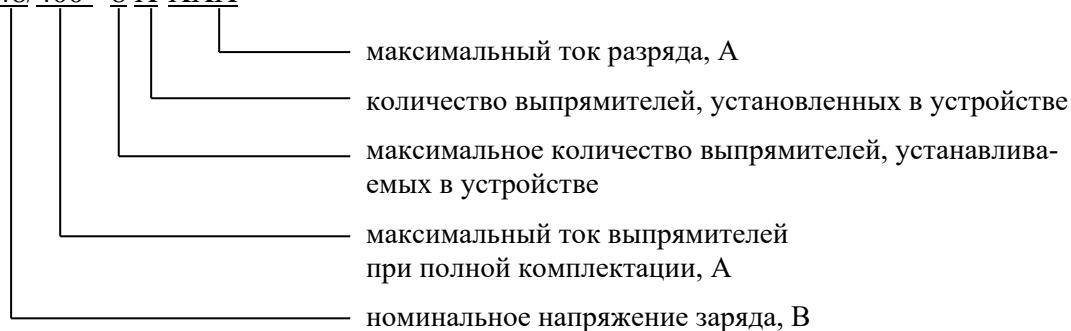 максимальный ток разряда, А
количество выпрямителей, установленных в устройстве
максимальное количество выпрямителей, устанавлива-
емых в устройстве
максимальный ток выпрямителей
при полной комплектации, А
номинальное напряжение заряда, В